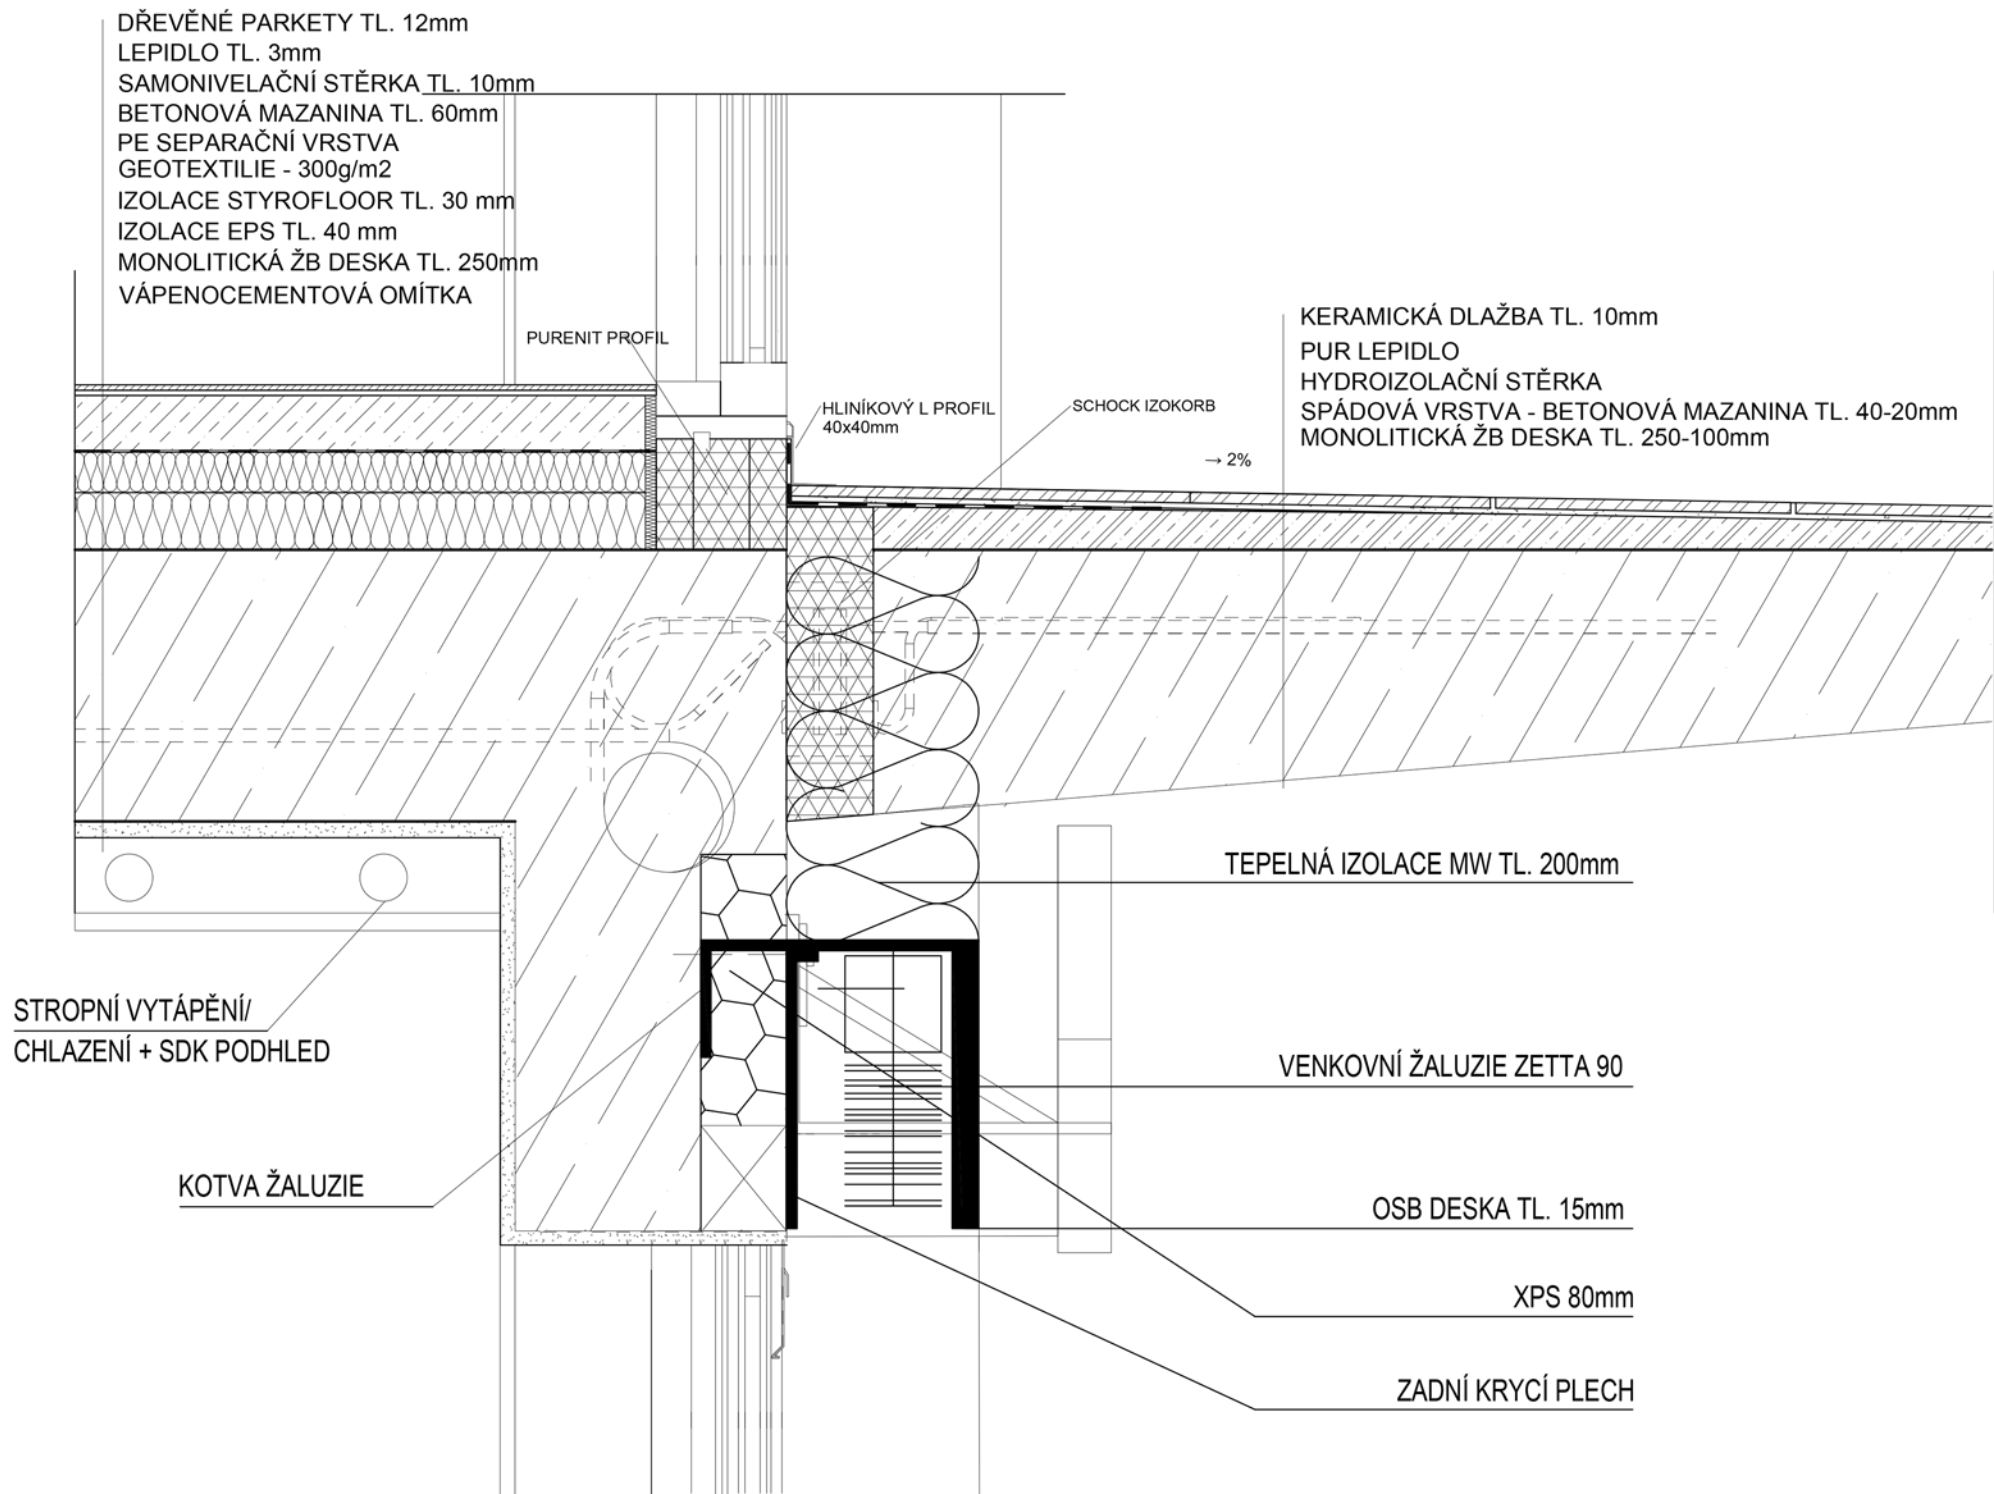 DŘEVĚNÉ PARKETY TL. 12mm
LEPIDLO TL. 3mm
SAMONIVELAČNÍ STĚRKA TL. 10mm
BETONOVÁ MAZANINA TL. 60mm
PE SEPARAČNÍ VRSTVA
GEOTEXTILIE - 300g/m2
IZOLACE STYROFLOOR TL. 30 mm
IZOLACE EPS TL. 40 mm
MONOLITICKÁ ŽB DESKA TL. 250mm
VÁPENOCEMENTOVÁ OMÍTKA
PURENIT PROFIL
HLINÍKOVÝ L PROFIL
40x40mm
SCHOCK IZOKORB
→ 2%
KERAMICKÁ DLAŽBA TL. 10mm
PUR LEPIDLO
HYDROIZOLAČNÍ STĚRKA
SPÁDOVÁ VRSTVA - BETONOVÁ MAZANINA TL. 40-20mm
MONOLITICKÁ ŽB DESKA TL. 250-100mm
TEPELNÁ IZOLACE MW TL. 200mm
STROPNÍ VYTÁPĚNÍ/
CHLAZENÍ + SDK PODHLED
VENKOVNÍ ŽALUZIE ZETTA 90
KOTVA ŽALUZIE
OSB DESKA TL. 15mm
XPS 80mm
ZADNÍ KRYCÍ PLECH